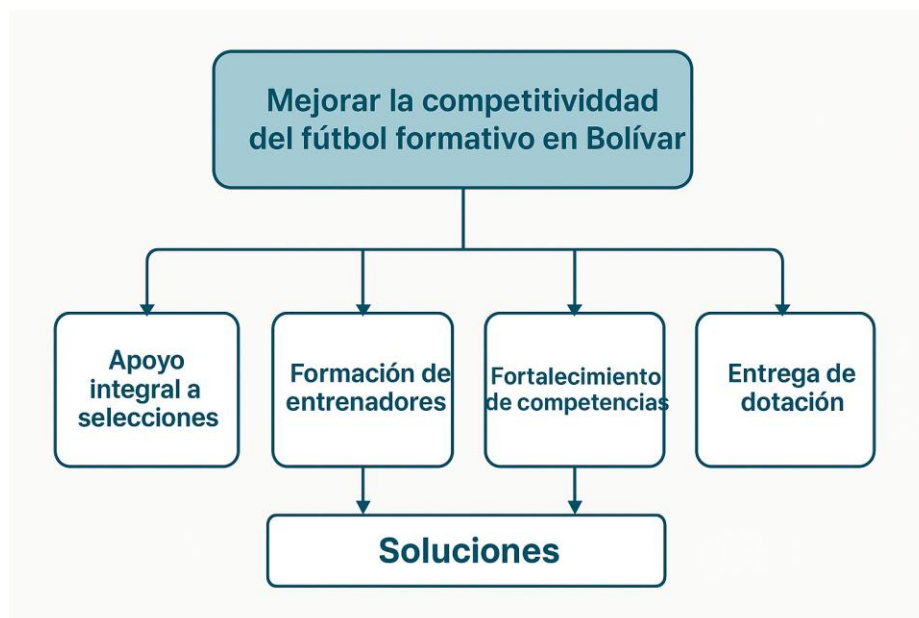 Mejorar la competitividdad
del fútbol formativo en Bolívar
Apoyo
integral a
selecciones
Formación de
entrenadores
Fortalecimiento
de competencias
Entrega de
dotación
Soluciones